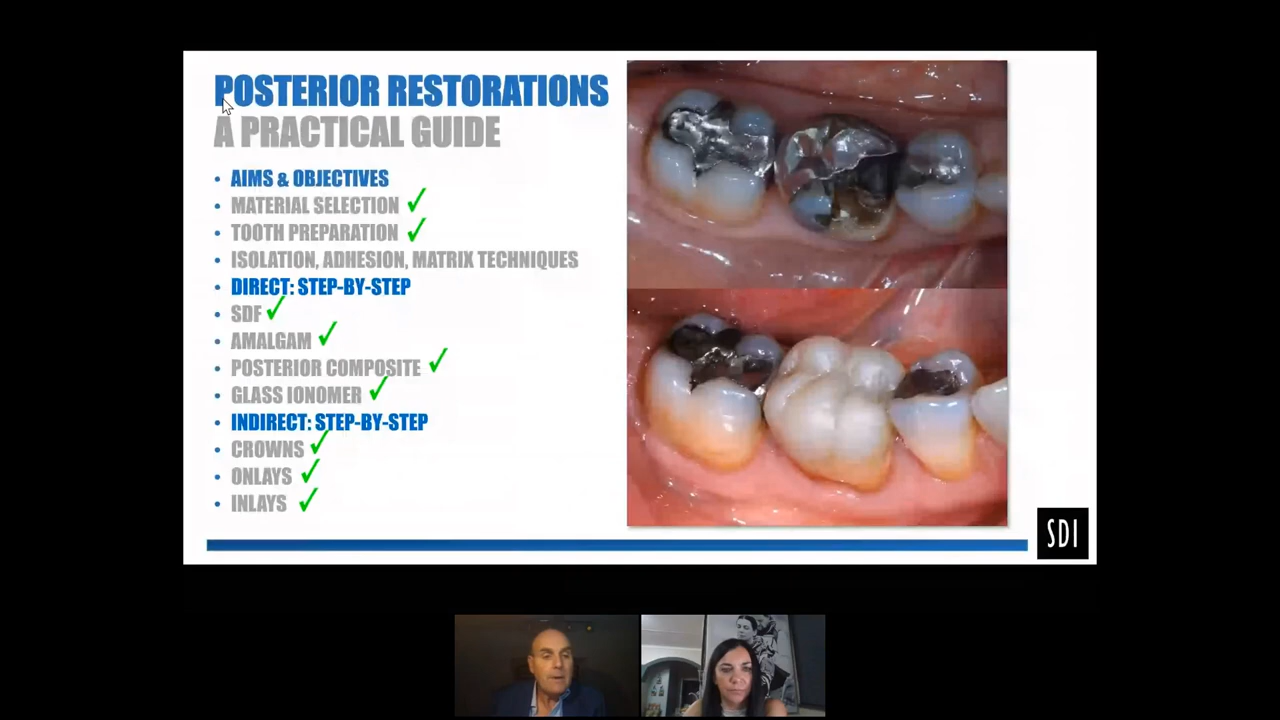 POSTERIOR RESTORATIONS
A PRACTICAL GUIDE
• AIMS & OBJECTIVES
• MATERIAL SELECTION ✓
• TOOTH PREPARATION ✓
• ISOLATION, ADHESION, MATRIX TECHNIQUES
• DIRECT: STEP-BY-STEP
• SDF ✓
• AMALGAM ✓
• POSTERIOR COMPOSITE ✓
• GLASS IONOMER ✓
• INDIRECT: STEP-BY-STEP
• CROWNS ✓
• ONLAYS ✓
• INLAYS ✓
SDI